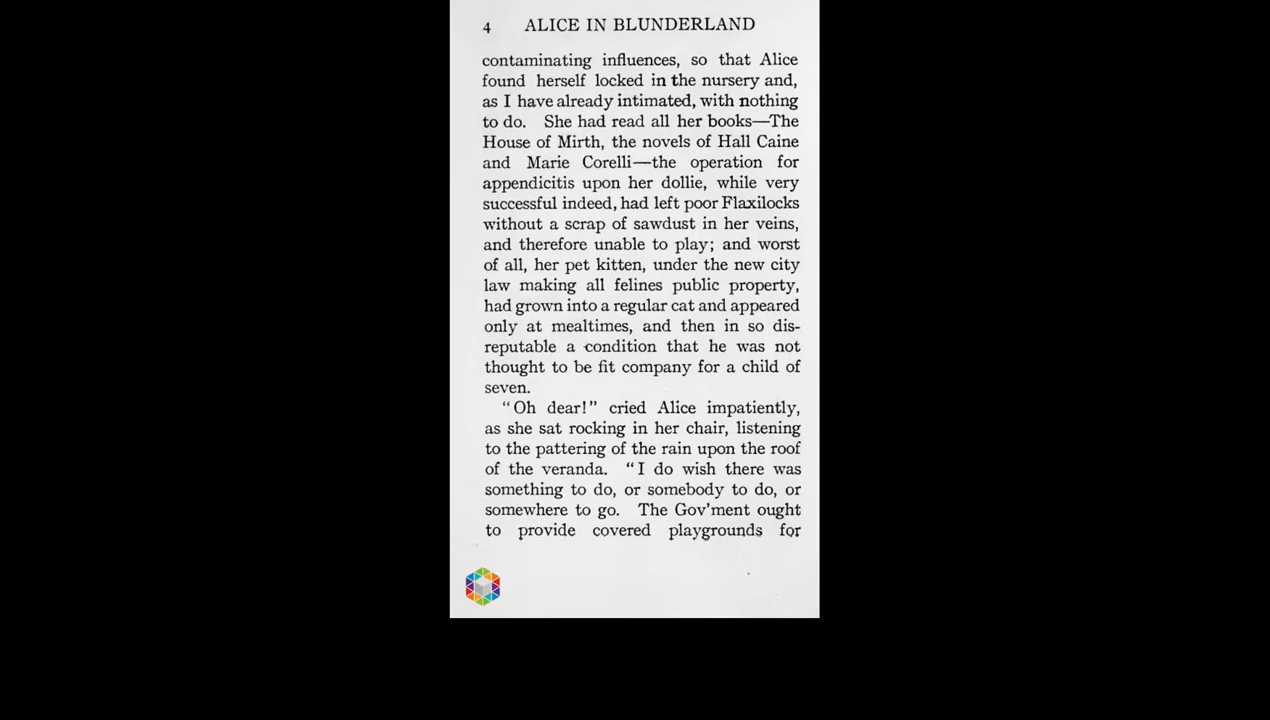 4 ALICE IN BLUNDERLAND
contaminating influences, so that Alice
found herself locked in the nursery and,
as I have already intimated, with nothing
to do. She had read all her books—The
House of Mirth, the novels of Hall Caine
and Marie Corelli—the operation for
appendicitis upon her dollie, while very
successful indeed, had left poor Flaxilocks
without a scrap of sawdust in her veins,
and therefore unable to play; and worst
of all, her pet kitten, under the new city
law making all felines public property,
had grown into a regular cat and appeared
only at mealtimes, and then in so dis-
reputable a condition that he was not
thought to be fit company for a child of
seven.
"Oh dear!" cried Alice impatiently,
as she sat rocking in her chair, listening
to the pattering of the rain upon the roof
of the veranda. "I do wish there was
something to do, or somebody to do, or
somewhere to go. The Gov'ment ought
to provide covered playgrounds for